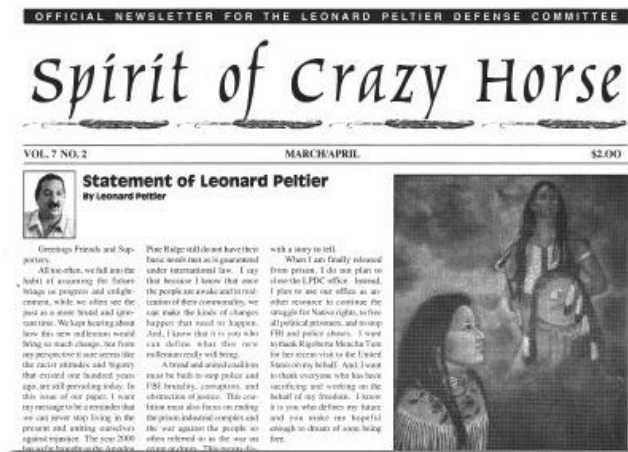 OFFICIAL NEWSLETTER FOR THE LEONARD PELTIER DEFENSE COMMITTEE
Spirit of Crazy Horse
VOL. 7 NO. 2 MARCH/APRIL $2.00
Statement of Leonard Peltier
By Leonard Peltier
Greetings Friends and Sup-
porters,
All too often, we fall into the
habit of assuming the future
brings us progress and enlight-
enment, while we often see the
past as a more brutal and igno-
rant time. We kept hearing about
how this new millenium would
bring so much change, but from
my perspective it sure seems like
the racist attitudes and bigotry
that existed one hundred years
ago, are still prevailing today. In
this issue of our paper, I want
my message to be a reminder that
we can never stop living in the
present and uniting ourselves
against injustice. The year 2000
Pine Ridge still do not have their
basic needs met as is guaranteed
under international law. I say
that because I know that once
the people are awake and in real-
ization of their commonality, we
can make the kinds of changes
happen that need to happen.
And, I know that it is you who
can define what this new
millenium really will bring.
A broad and united coalition
must be built to stop police and
FBI brutality, corruption, and
obstruction of justice. This coa-
lition must also focus on ending
the prison industrial complex and
the war against the people so
often referred to as the war on
crime or drugs. This means
with a story to tell.
When I am finally released
from prison, I do not plan to
close the LPDC office. Instead,
I plan to use our office as an-
other resource to continue the
struggle for Native rights, to free
all political prisoners, and to stop
FBI and police abuses. I want
to thank Rigoberta Menchu Tum
for her recent visit to the United
States on my behalf. And, I want
to thank everyone who has been
sacrificing and working on the
behalf of my freedom. I know
it is you who defines my future
and you make me hopeful
enough to dream of soon being
free.